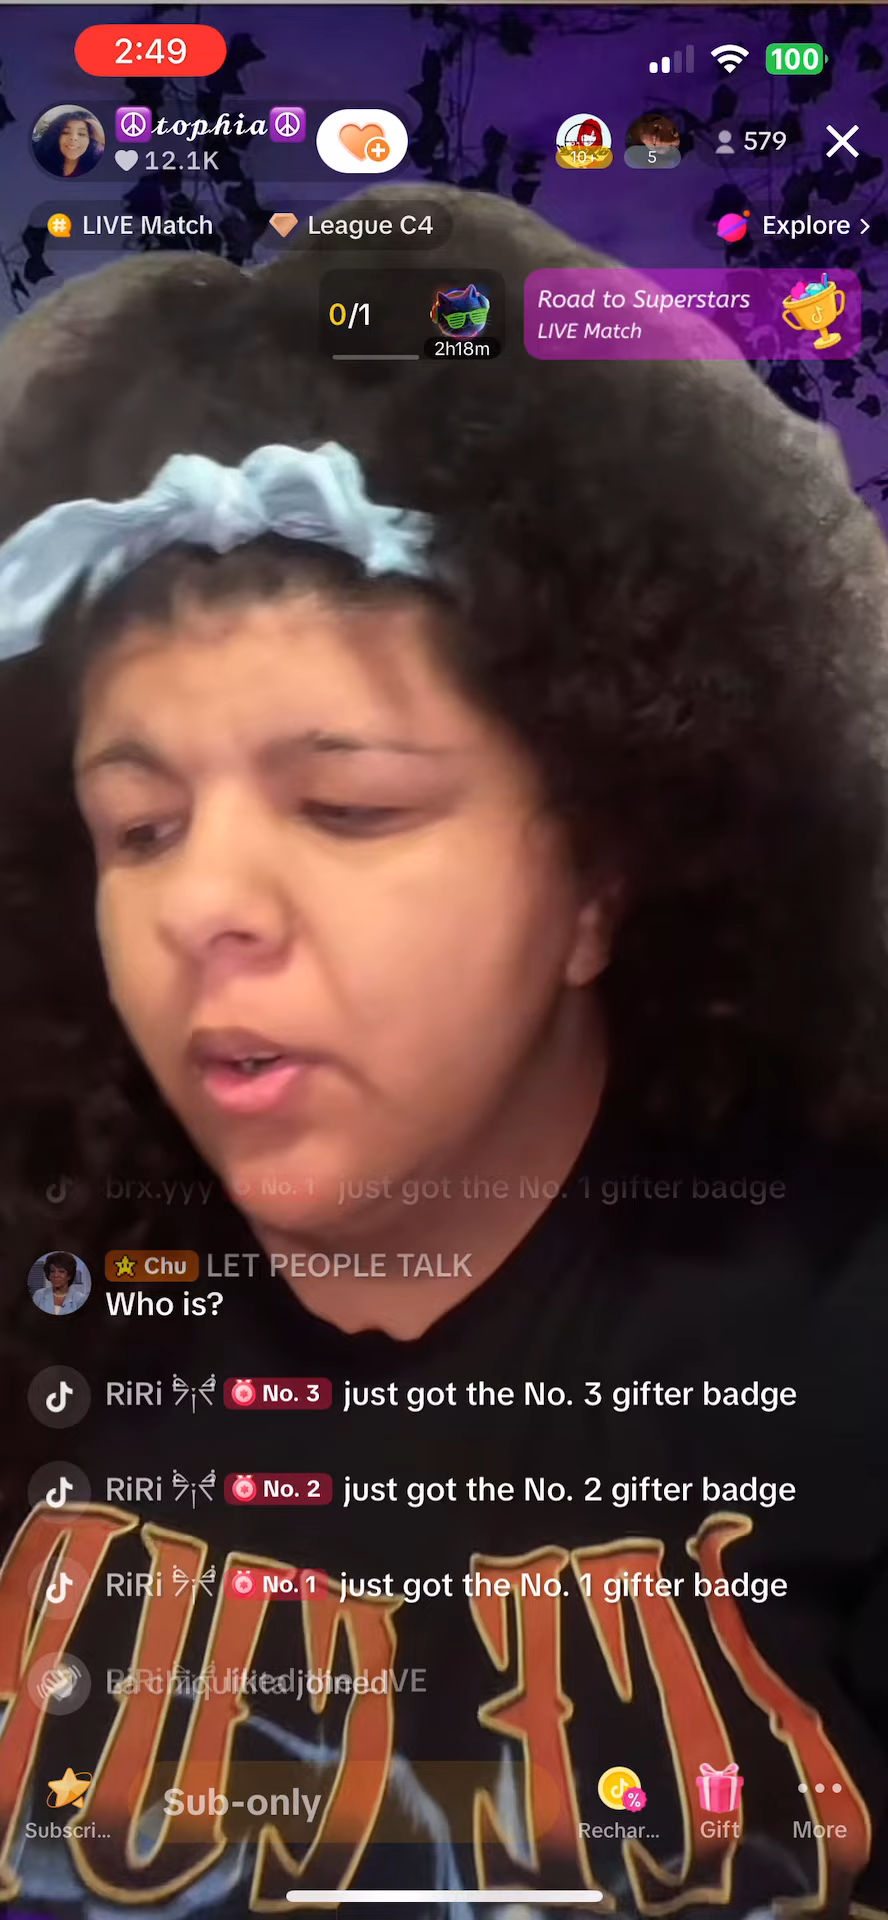 2:49
100
☮️𝓽𝓸𝓹𝓱𝓲𝓪☮️
12.1K
10+
5
579
LIVE Match
League C4
Explore >
0/1
2h18m
Road to Superstars
LIVE Match
brx.yyy No. 1 just got the No. 1 gifter badge
Chu LET PEOPLE TALK
Who is?
RiRi No. 3 just got the No. 3 gifter badge
RiRi No. 2 just got the No. 2 gifter badge
RiRi No. 1 just got the No. 1 gifter badge
joined
Sub-only
Subscri...
Rechar...
Gift
More